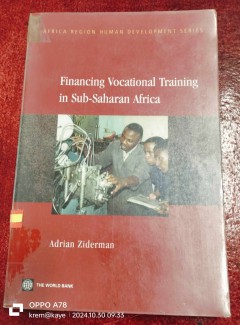 AFRICA REGION HUMAN DEVELOPMENT SERIES
Financing Vocational Training
in Sub-Saharan Africa
Adrian Ziderman
THE WORLD BANK
OPPO A78
krem@kaye | 2024.10.30 09:33